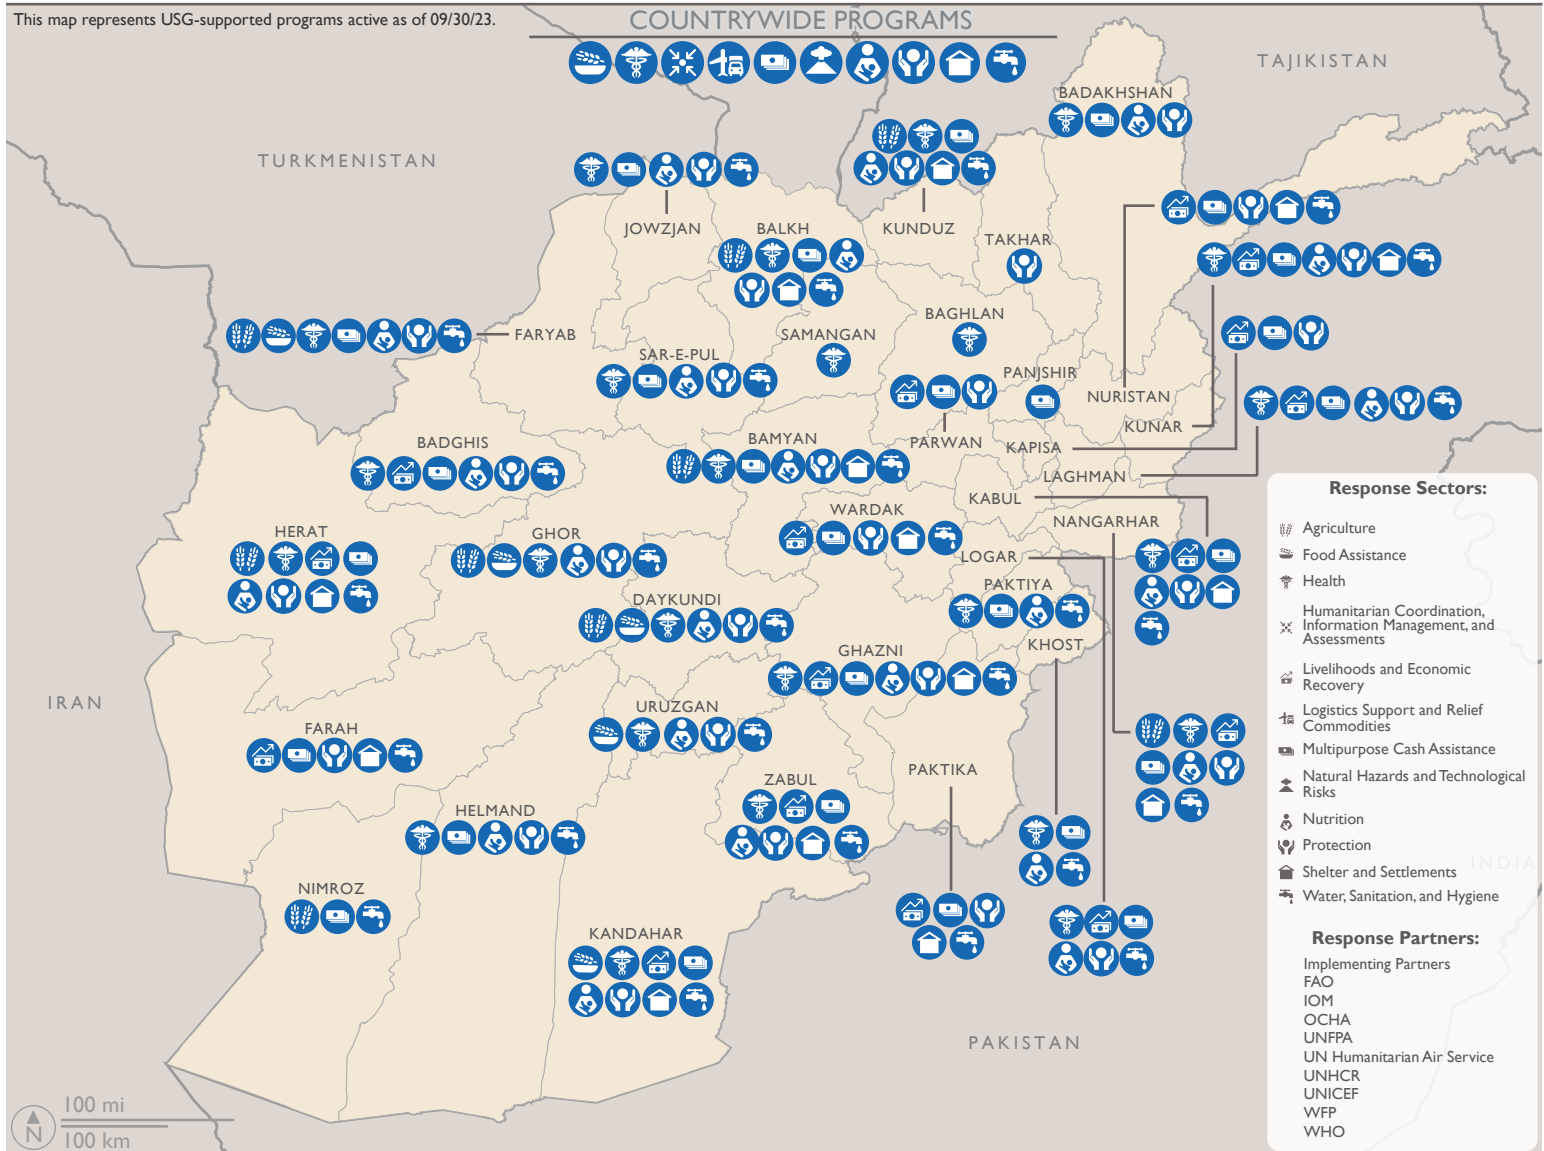 This map represents USG-supported programs active as of 09/30/23.
COUNTRYWIDE PROGRAMS
TAJIKISTAN
BADAKHSHAN
TURKMENISTAN
JOWZJAN
BALKH
KUNDUZ
TAKHAR
FARYAB
BAGHLAN
SAMANGAN
SAR-E-PUL
PANJSHIR
NURISTAN
KUNAR
BADGHIS
BAMYAN
PARWAN
KAPISA
LAGHMAN
KABUL
WARDAK
NANGARHAR
HERAT
GHOR
LOGAR
PAKTIYA
DAYKUNDI
KHOST
GHAZNI
IRAN
URUZGAN
FARAH
PAKTIKA
ZABUL
HELMAND
NIMROZ
KANDAHAR
PAKISTAN
INDIA
Response Sectors:
Agriculture
Food Assistance
Health
Humanitarian Coordination,
Information Management, and
Assessments
Livelihoods and Economic
Recovery
Logistics Support and Relief
Commodities
Multipurpose Cash Assistance
Natural Hazards and Technological
Risks
Nutrition
Protection
Shelter and Settlements
Water, Sanitation, and Hygiene
Response Partners:
Implementing Partners
FAO
IOM
OCHA
UNFPA
UN Humanitarian Air Service
UNHCR
UNICEF
WFP
WHO
N
100 mi
100 km